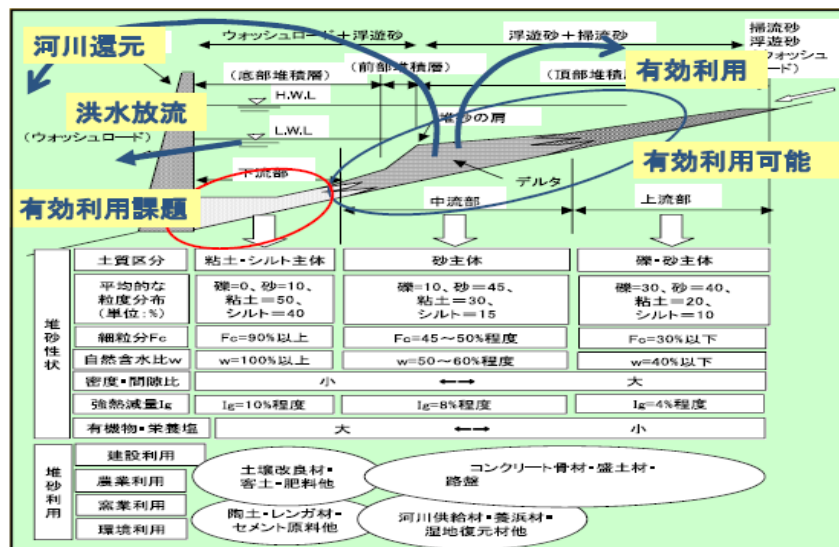 河川還元
ウォッシュロード+浮遊砂
浮遊砂+掃流砂
掃流砂
浮遊砂
ウォッシュ
ロード)
(底部堆積層)
(前部堆積層)
(頂部堆積
有効利用
H.W.L
洪水放流
堆砂の肩
(ウォッシュロード)
L.W.L
有効利用可能
下流部
デルタ
有効利用課題
中流部
上流部
堆砂性状
土質区分
粘土・シルト主体
砂主体
礫・砂主体
平均的な
粒度分布
(単位:%)
礫=0、砂=10、
粘土=50、
シルト=40
礫=10、砂=45、
粘土=30、
シルト=15
礫=30、砂=40、
粘土=20、
シルト=10
細粒分Fc
Fc=90%以上
Fc=45~50%程度
Fc=30%以下
自然含水比w
w=100%以上
w=50~60%程度
w=40%以下
密度・間隙比
小
←→
大
強熱減量Ig
Ig=10%程度
Ig=8%程度
Ig=4%程度
有機物・栄養塩
大
←→
小
堆砂利用
建設利用
農業利用
窯業利用
環境利用
土壌改良材・
客土・肥料他
コンクリート骨材・盛土材・
路盤
陶土・レンガ材・
セメント原料他
河川供給材・養浜材・
湿地復元材他